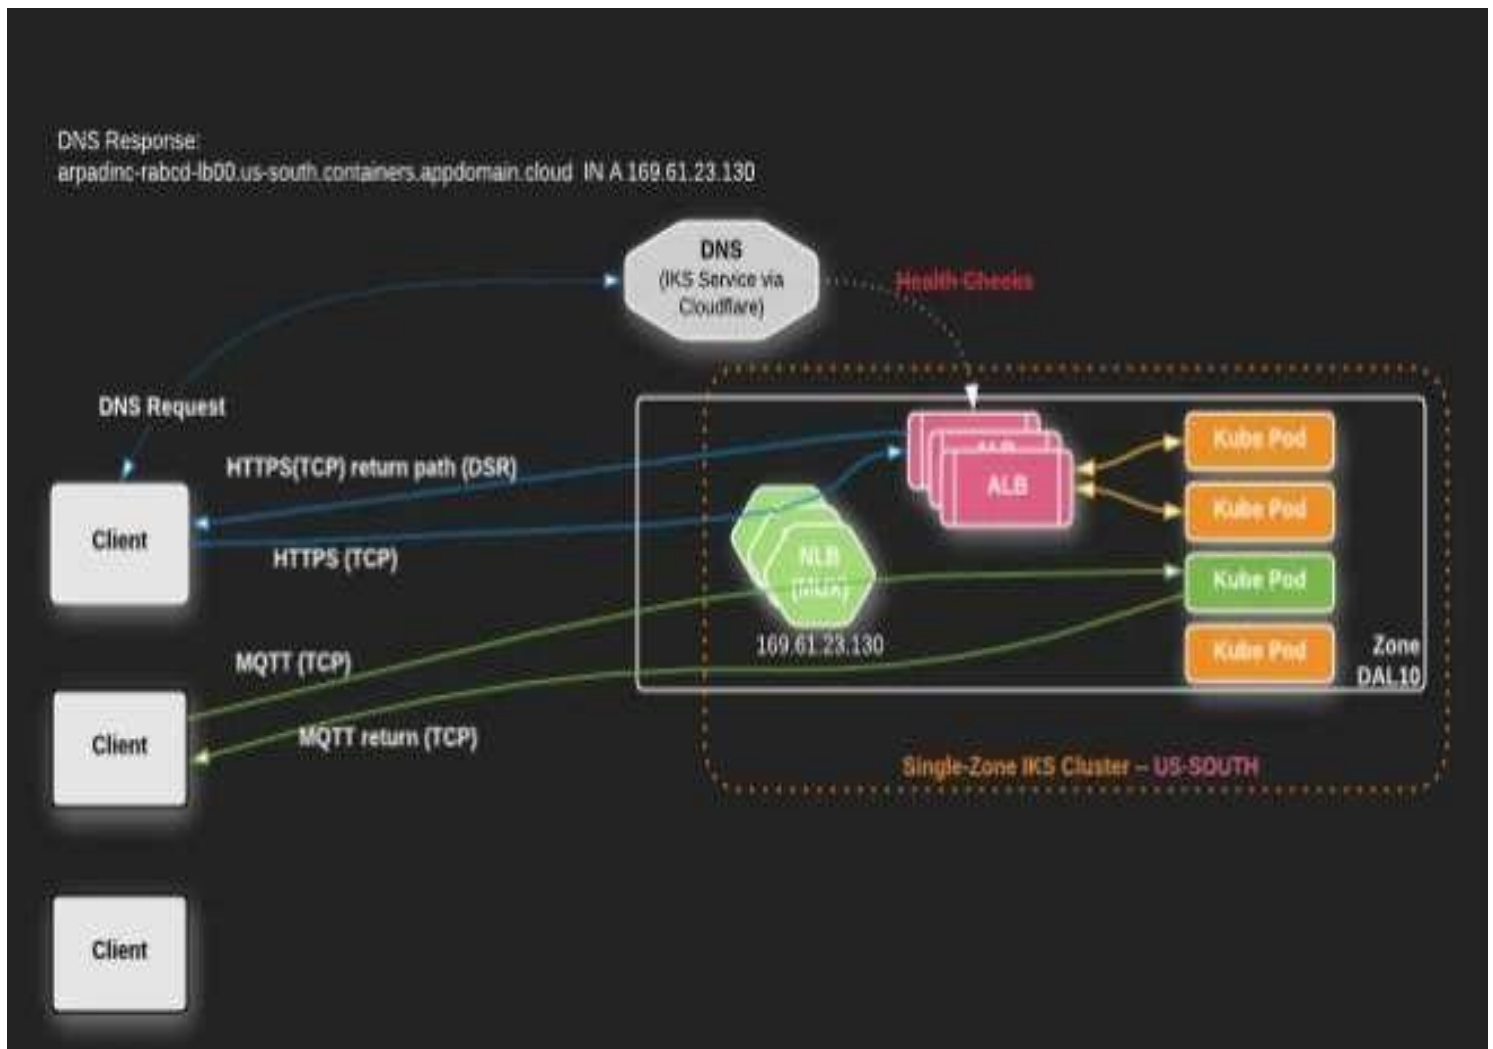 DNS Response:
arpadinc-rabcd-lb00.us-south.containers.appdomain.cloud IN A 169.61.23.130
DNS
(IKS Service via
Cloudflare)
Health Checks
DNS Request
HTTPS(TCP) return path (DSR)
Client
HTTPS (TCP)
ALB
ALB
Kube Pod
Kube Pod
NLB
(MUX)
Kube Pod
169.61.23.130
Kube Pod
Zone
DAL10
MQTT (TCP)
Client
MQTT return (TCP)
Single-Zone IKS Cluster – US-SOUTH
Client